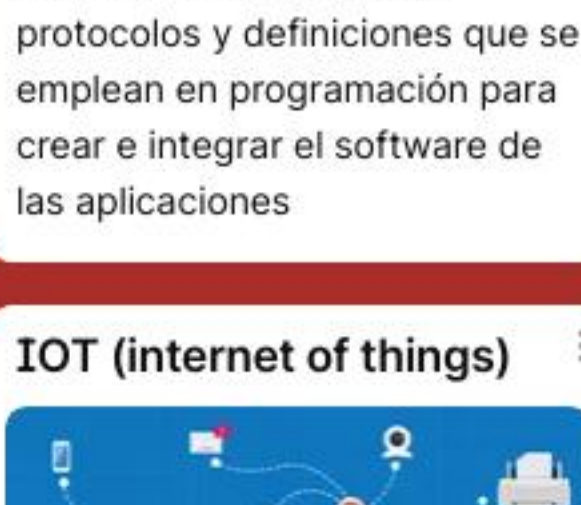 protocolos y definiciones que se
emplean en programación para
crear e integrar el software de
las aplicaciones
IOT (internet of things)